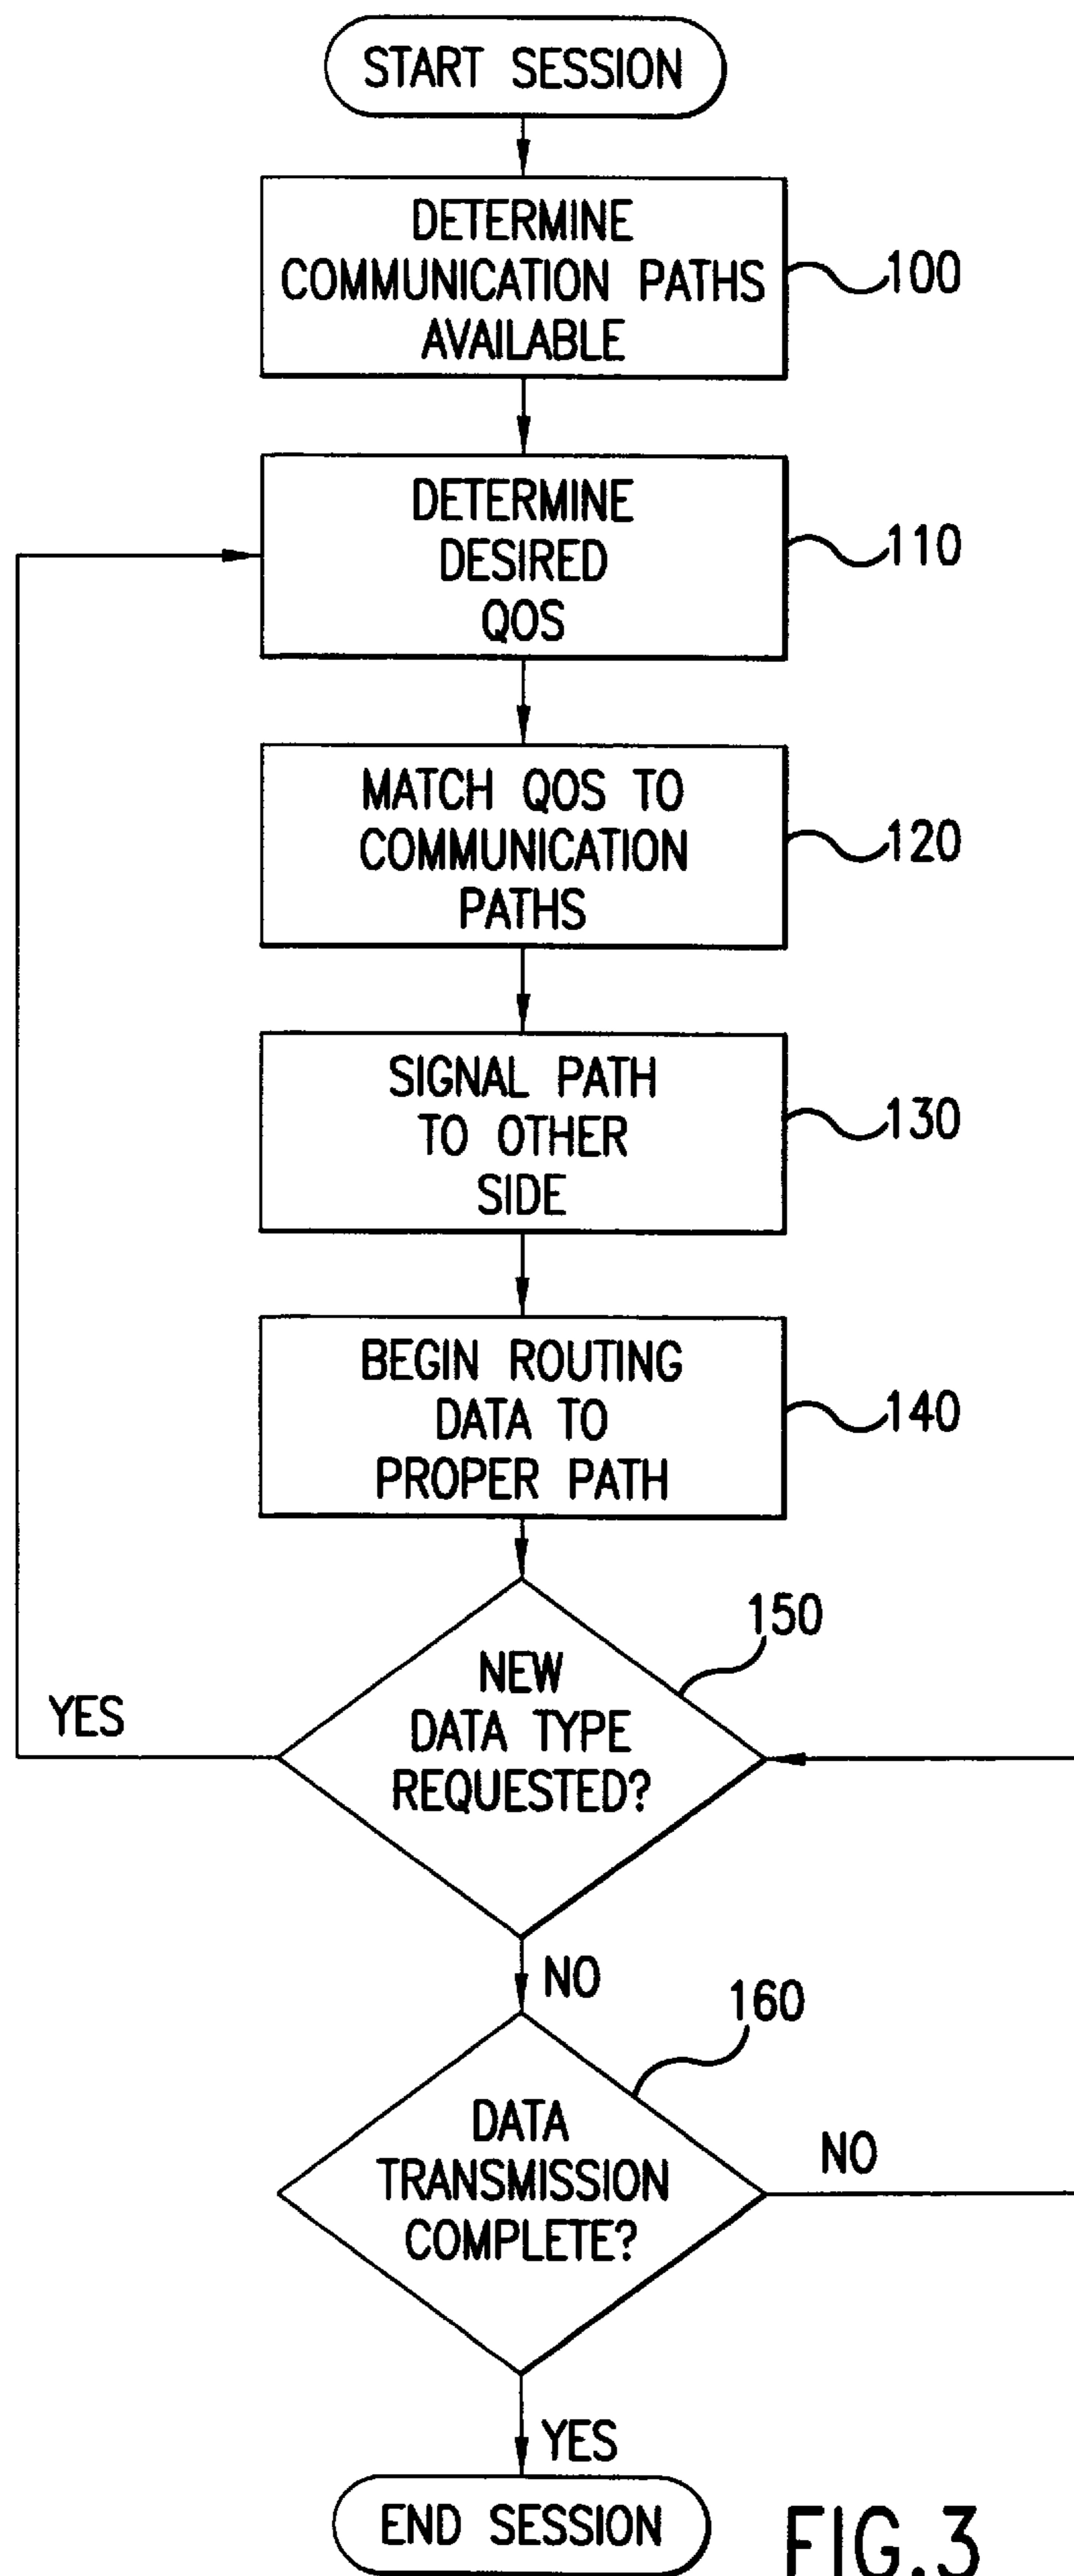 START SESSION
DETERMINE
COMMUNICATION PATHS
AVAILABLE
100
DETERMINE
DESIRED
QOS
110
MATCH QOS TO
COMMUNICATION
PATHS
120
SIGNAL PATH
TO OTHER
SIDE
130
BEGIN ROUTING
DATA TO
PROPER PATH
140
150
NEW
DATA TYPE
REQUESTED?
YES
NO
160
DATA
TRANSMISSION
COMPLETE?
NO
YES
END SESSION
FIG.3